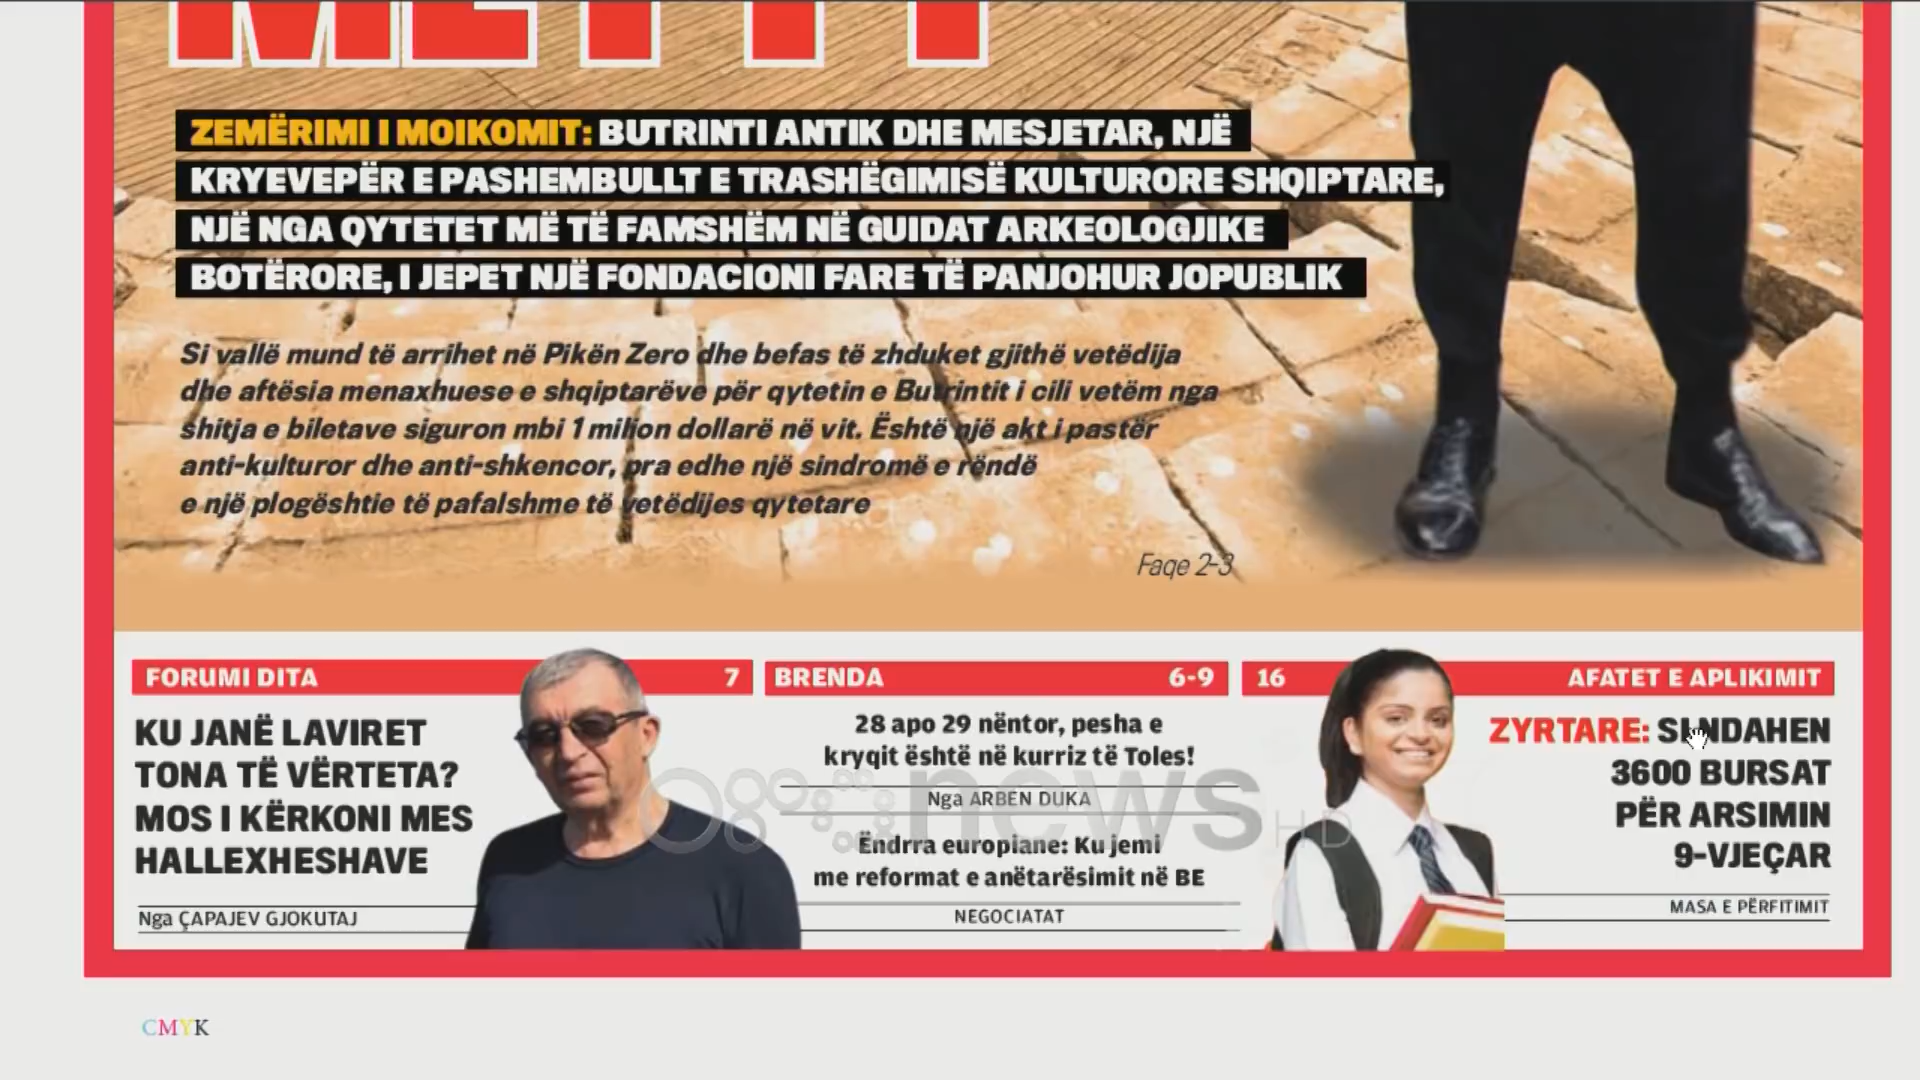 ZEMËRIMI I MOIKOMIT: BUTRINTI ANTIK DHE MESJETAR, NJË
KRYEVEPËR E PASHEMBULLT E TRASHËGIMISË KULTURORE SHQIPTARE,
NJË NGA QYTETET MË TË FAMSHËM NË GUIDAT ARKEOLOGJIKE
BOTËRORE, I JEPET NJË FONDACIONI FARE TË PANJOHUR JOPUBLIK
Si vallë mund të arrihet në Pikën Zero dhe befas të zhduket gjithë vetëdija
dhe aftësia menaxhuese e shqiptarëve për qytetin e Butrintit i cili vetëm nga
shitja e biletave siguron mbi 1 milion dollarë në vit. Është një akt i pastër
anti-kulturor dhe anti-shkencor, pra edhe një sindromë e rëndë
e një plogështie të pafalshme të vetëdijes qytetare
Faqe 2-3
FORUMI DITA 7
KU JANË LAVIRET
TONA TË VËRTETA?
MOS I KËRKONI MES
HALLEXHESHAVE
Nga ÇAPAJEV GJOKUTAJ
BRENDA 6-9
28 apo 29 nëntor, pesha e
kryqit është në kurriz të Toles!
Nga ARBEN DUKA
Ëndrra europiane: Ku jemi
me reformat e anëtarësimit në BE
NEGOCIATAT
16 AFATET E APLIKIMIT
ZYRTARE: SI NDAHEN
3600 BURSAT
PËR ARSIMIN
9-VJEÇAR
MASA E PËRFITIMIT
news HD
CMYK